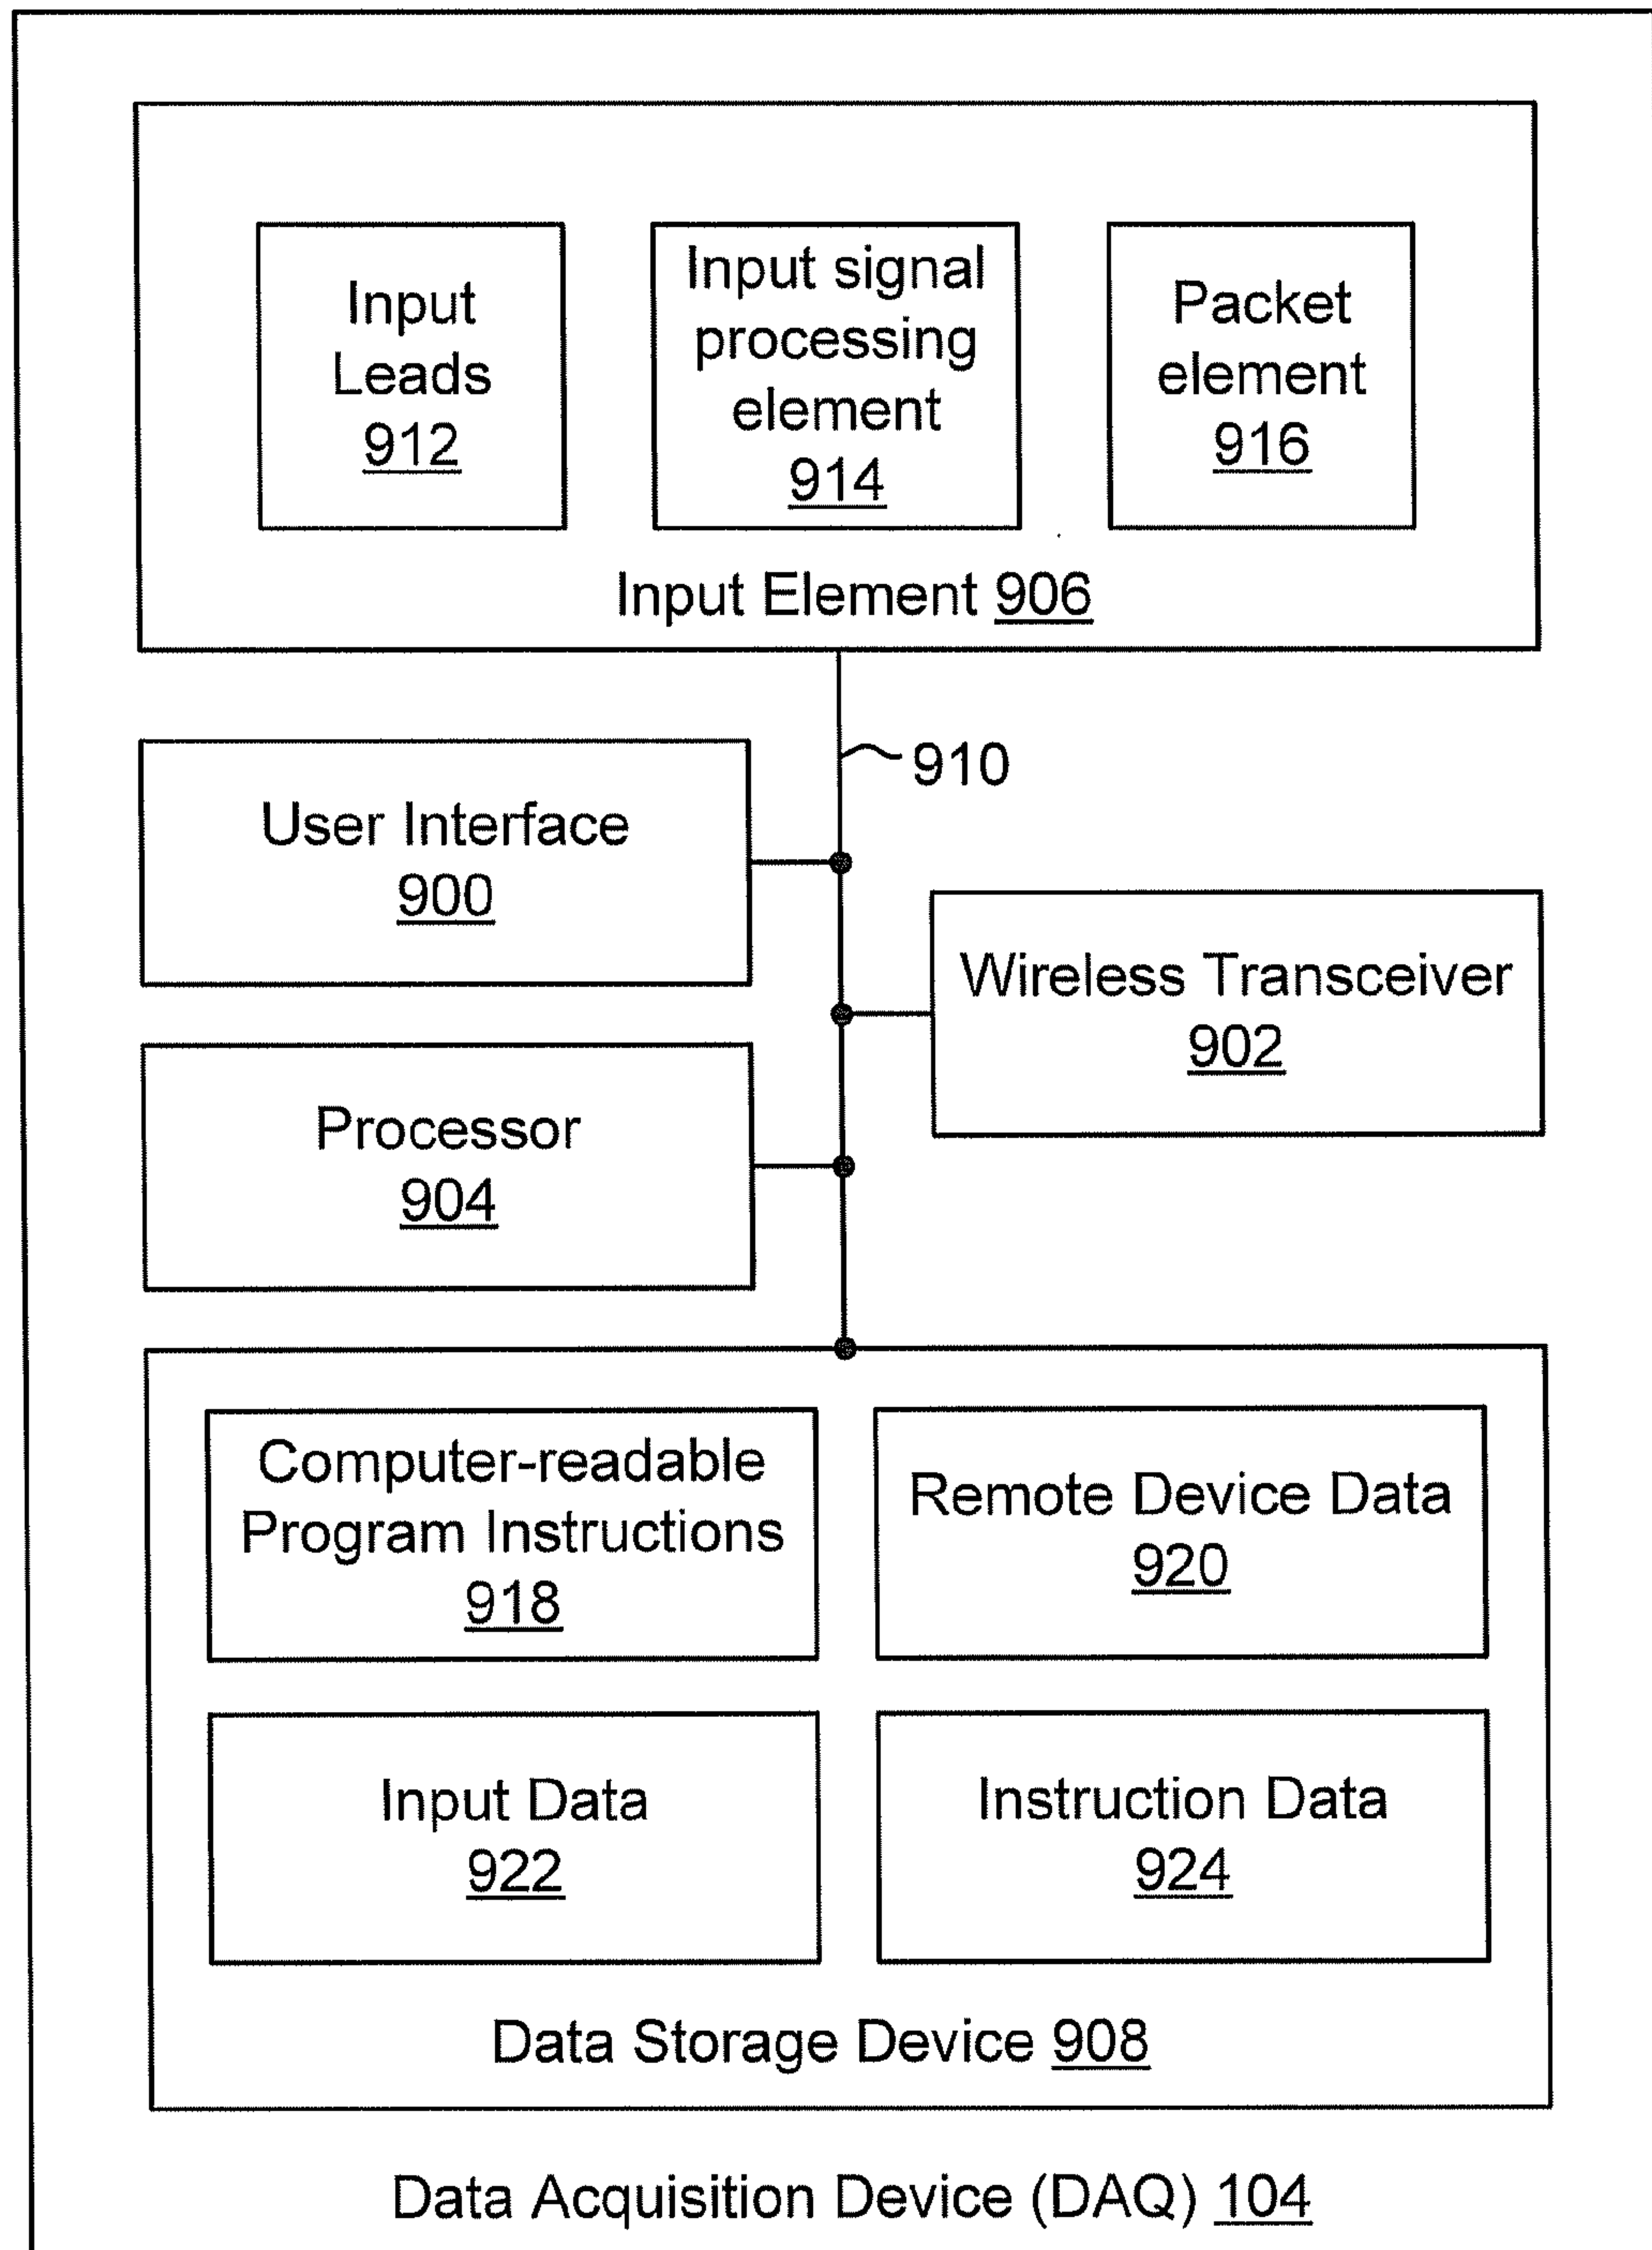 Input
Leads
912
Input signal
processing
element
914
Packet
element
916
Input Element 906
910
User Interface
900
Wireless Transceiver
902
Processor
904
Computer-readable
Program Instructions
918
Remote Device Data
920
Input Data
922
Instruction Data
924
Data Storage Device 908
Data Acquisition Device (DAQ) 104